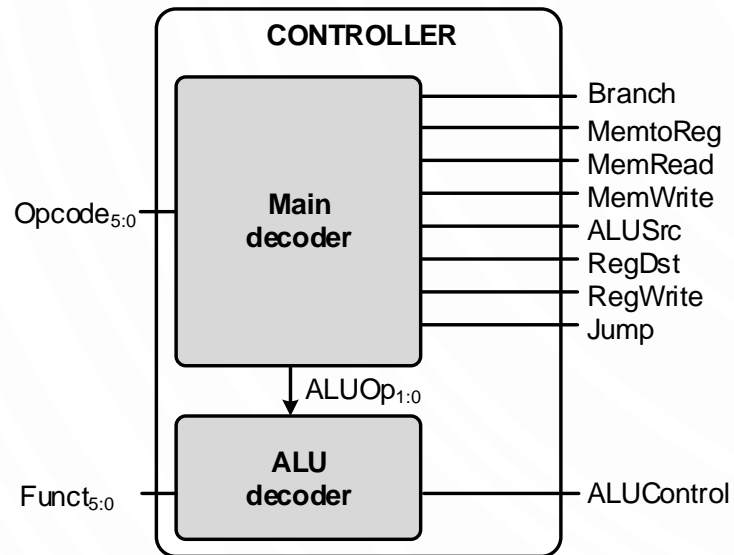 CONTROLLER
Branch
MemtoReg
MemRead
MemWrite
ALUSrc
RegDst
RegWrite
Jump
Opcode5:0
Main
decoder
ALUOp1:0
ALU
decoder
Funct5:0
ALUControl